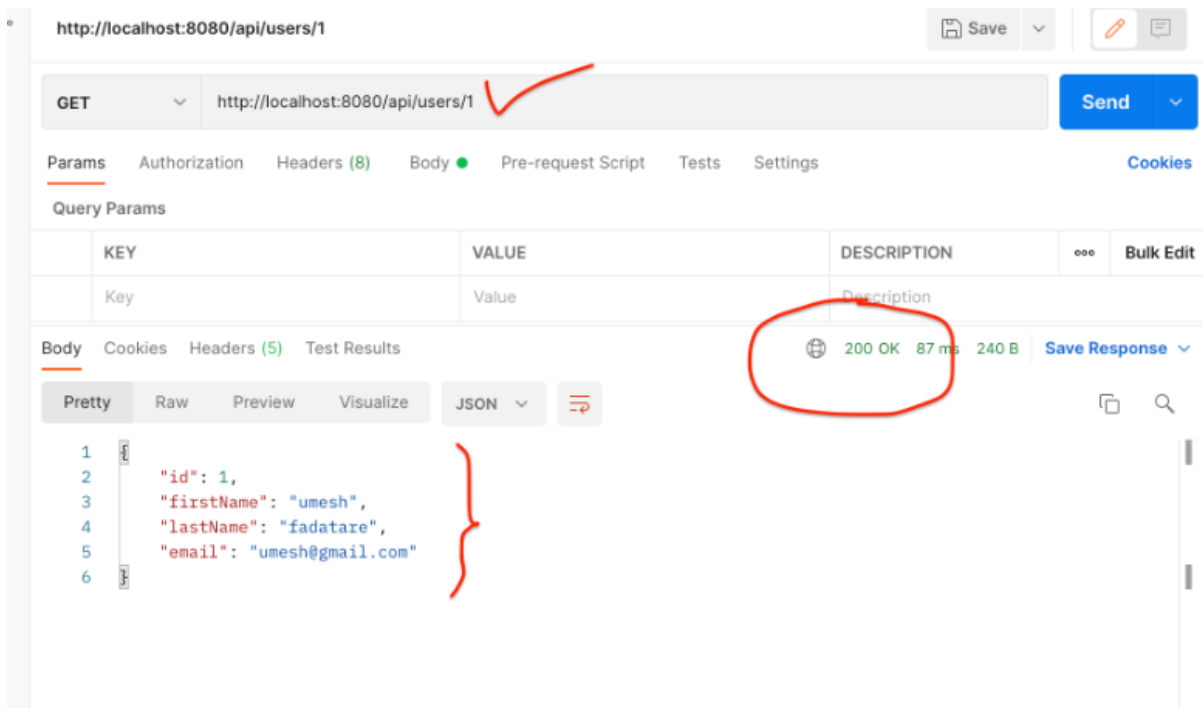 http://localhost:8080/api/users/1
Save
GET http://localhost:8080/api/users/1 Send
Params Authorization Headers (8) Body Pre-request Script Tests Settings Cookies
Query Params
KEY VALUE DESCRIPTION ooo Bulk Edit
Key Value Description
Body Cookies Headers (5) Test Results 200 OK 87 ms 240 B Save Response
Pretty Raw Preview Visualize JSON
1 {
2 "id": 1,
3 "firstName": "umesh",
4 "lastName": "fadatare",
5 "email": "umesh@gmail.com"
6 }